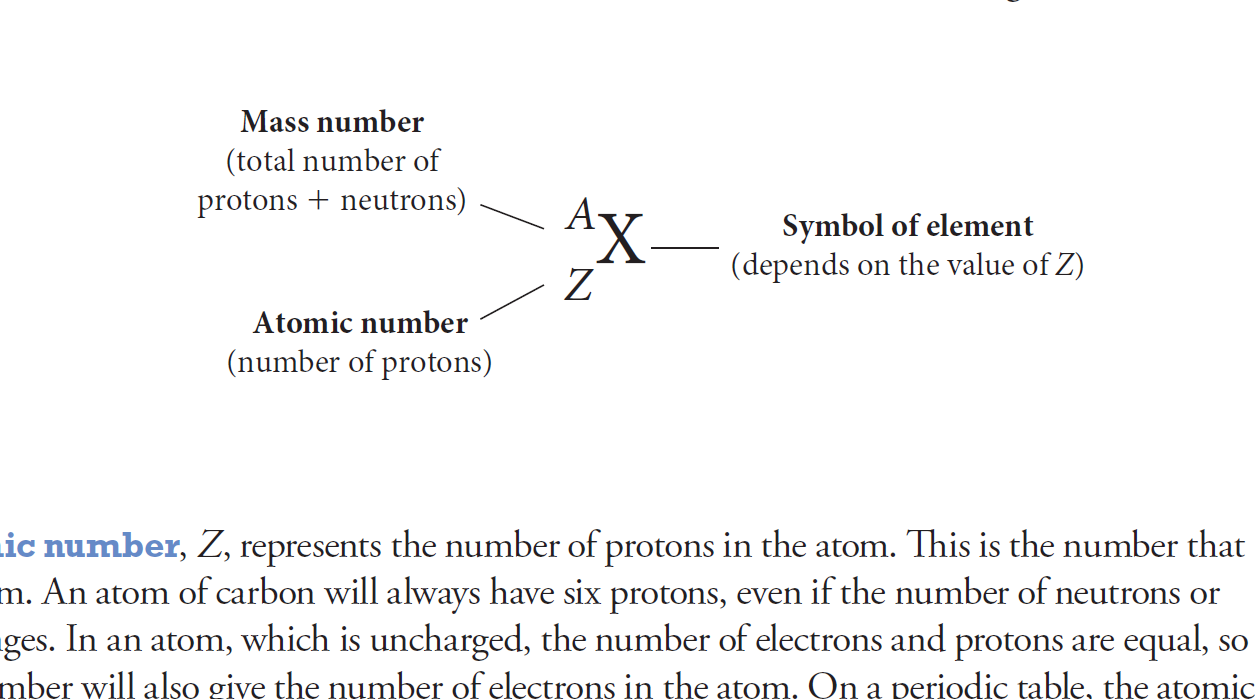 Mass number
(total number of
protons + neutrons)
A
X
Z
Symbol of element
(depends on the value of Z)
Atomic number
(number of protons)
number, Z, represents the number of protons in the atom. This is the number that
An atom of carbon will always have six protons, even if the number of neutrons or
In an atom, which is uncharged, the number of electrons and protons are equal, so
will also give the number of electrons in the atom. On a periodic table, the atomic